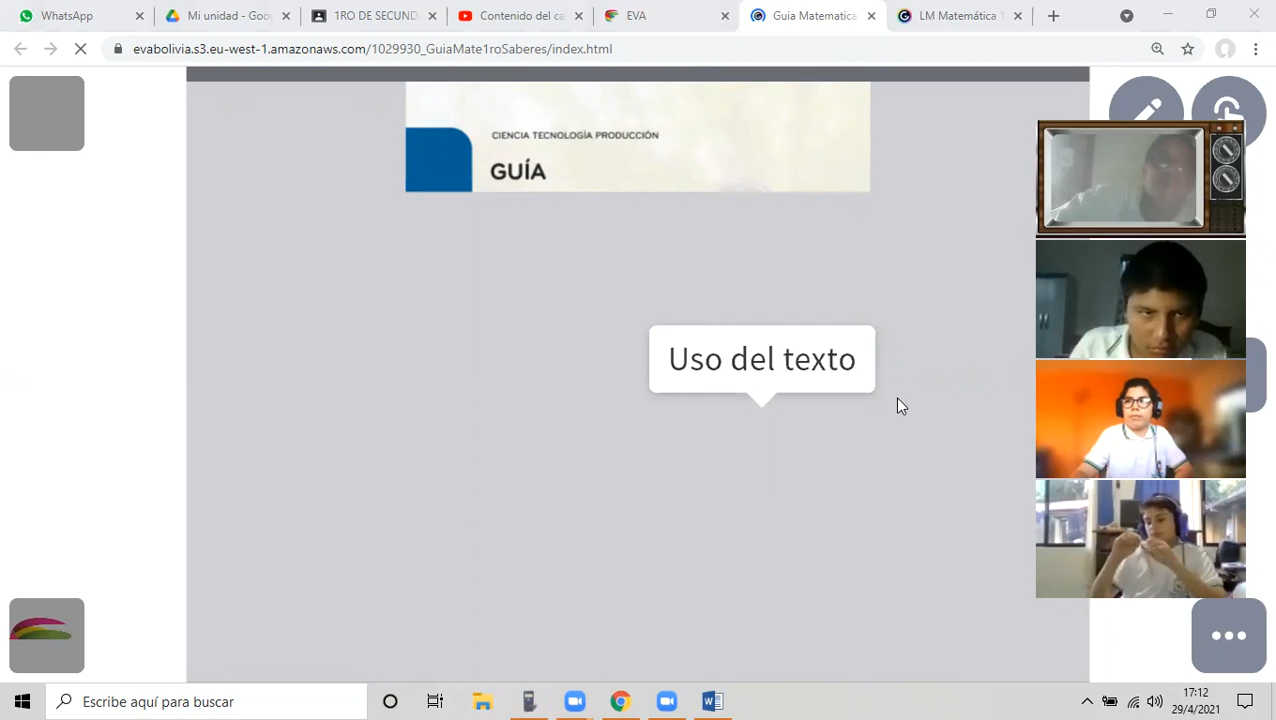 WhatsApp
Mi unidad - Goo
1RO DE SECUND
Contenido del ca
EVA
Guia Matematica
LM Matemática 1
evabolivia.s3.eu-west-1.amazonaws.com/1029930_GuiaMate1roSaberes/index.html
CIENCIA TECNOLOGÍA PRODUCCIÓN
GUÍA
Uso del texto
Escribe aquí para buscar
17:12
29/4/2021